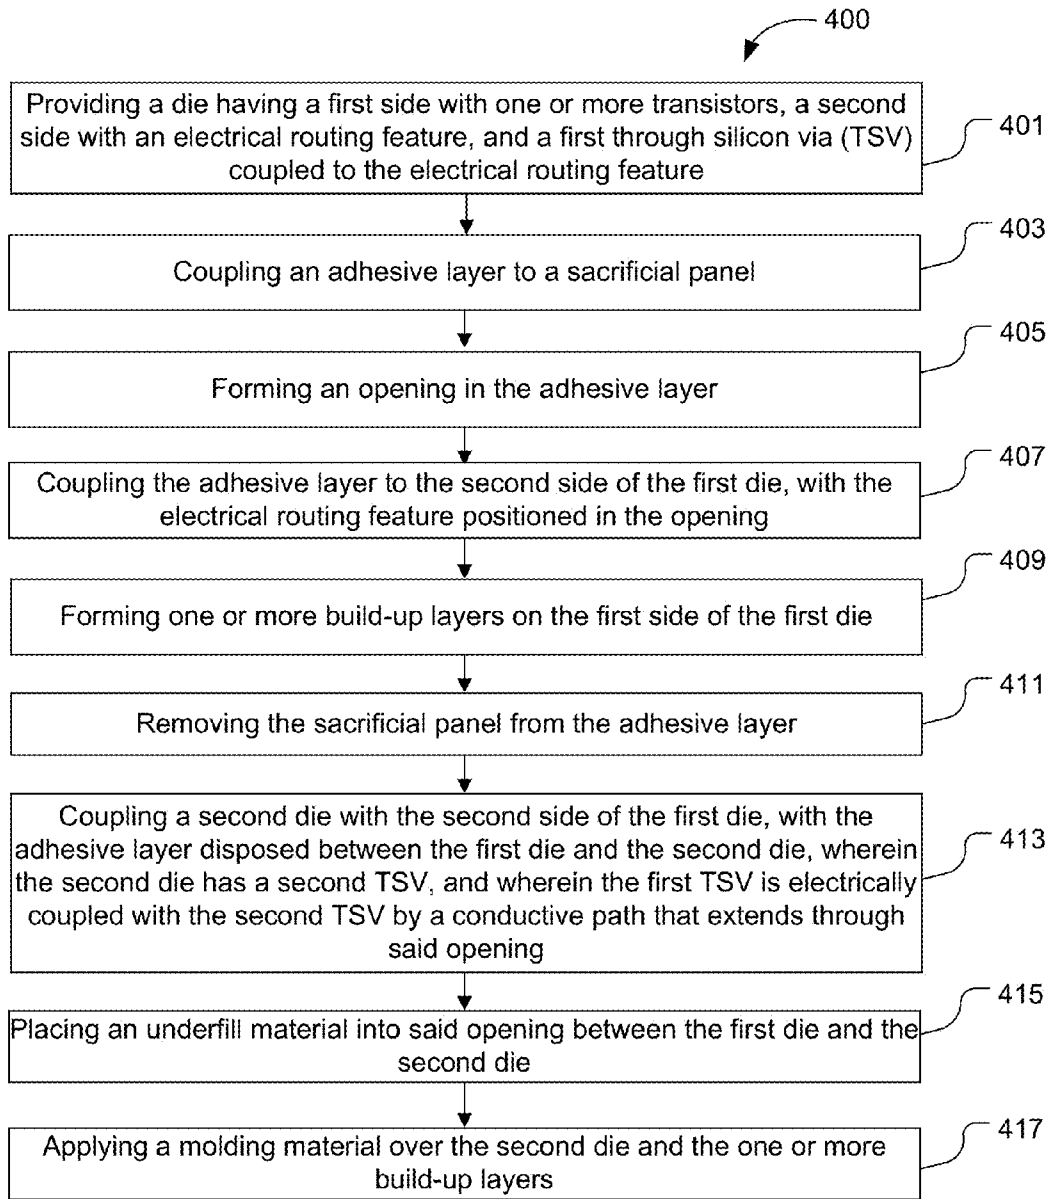 400
Providing a die having a first side with one or more transistors, a second
side with an electrical routing feature, and a first through silicon via (TSV)
coupled to the electrical routing feature
401
Coupling an adhesive layer to a sacrificial panel
403
Forming an opening in the adhesive layer
405
Coupling the adhesive layer to the second side of the first die, with the
electrical routing feature positioned in the opening
407
Forming one or more build-up layers on the first side of the first die
409
Removing the sacrificial panel from the adhesive layer
411
Coupling a second die with the second side of the first die, with the
adhesive layer disposed between the first die and the second die, wherein
the second die has a second TSV, and wherein the first TSV is electrically
coupled with the second TSV by a conductive path that extends through
said opening
413
Placing an underfill material into said opening between the first die and the
second die
415
Applying a molding material over the second die and the one or more
build-up layers
417